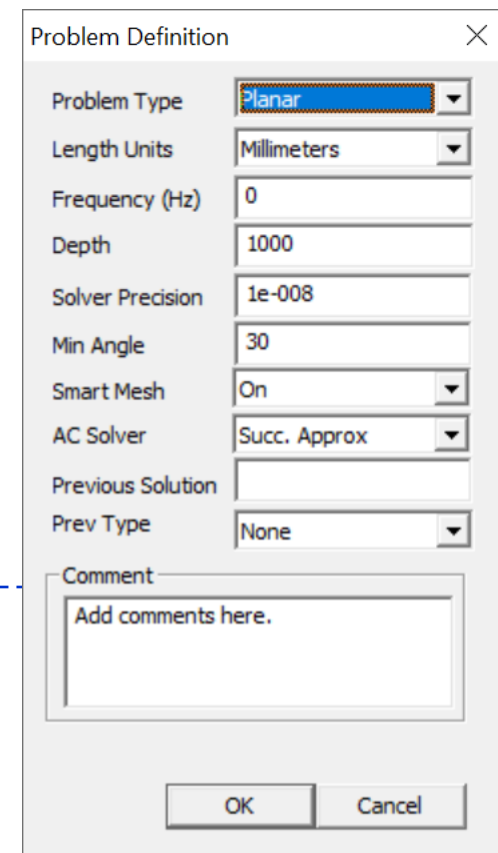 Problem Definition
Problem Type Planar
Length Units Millimeters
Frequency (Hz) 0
Depth 1000
Solver Precision 1e-008
Min Angle 30
Smart Mesh On
AC Solver Succ. Approx
Previous Solution
Prev Type None
Comment
Add comments here.
OK Cancel